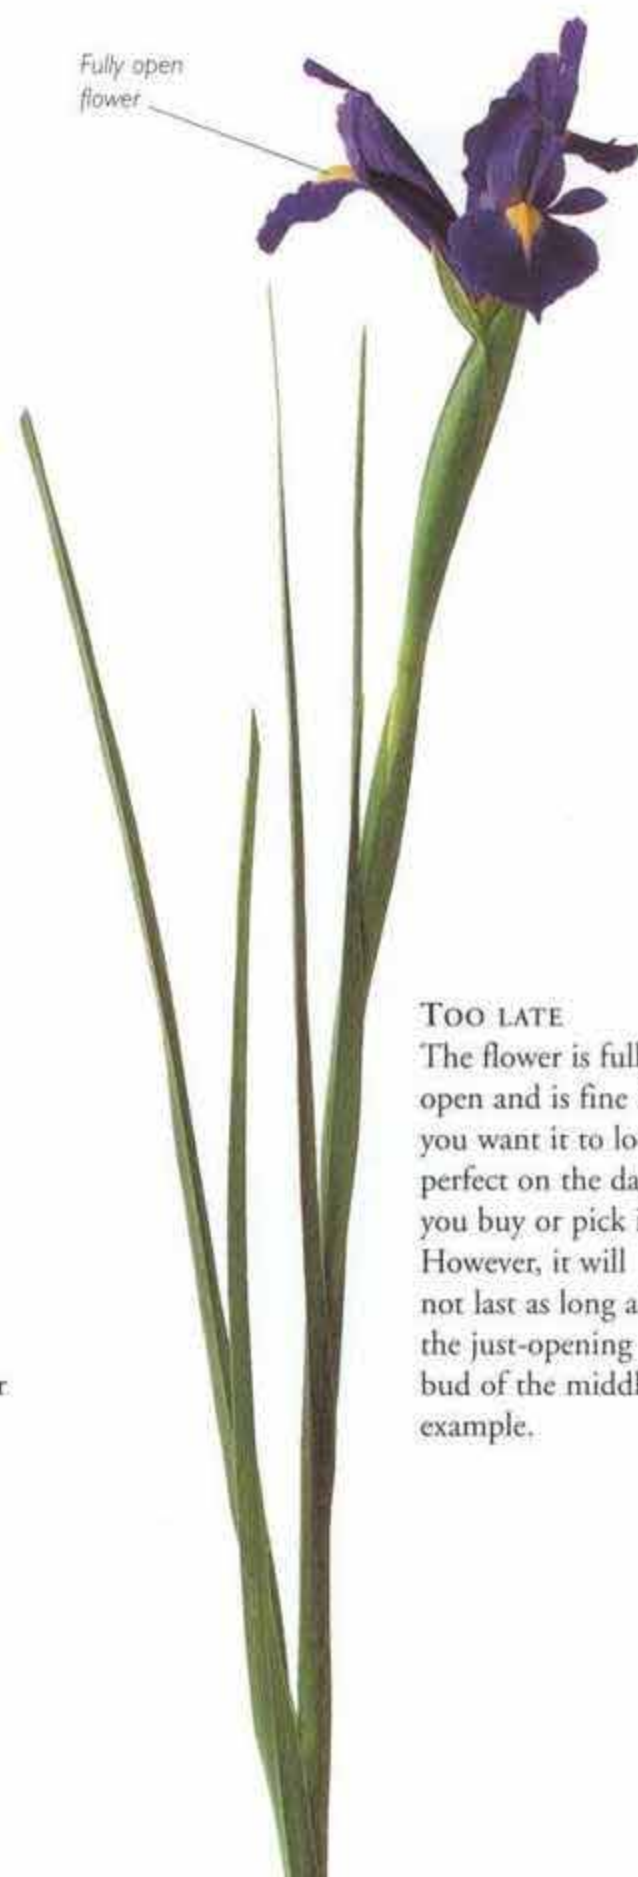 Fully open
flower
TOO LATE
The flower is full
open and is fine
you want it to lo
perfect on the da
you buy or pick i
However, it will
not last as long a
the just-opening
bud of the middl
example.
r